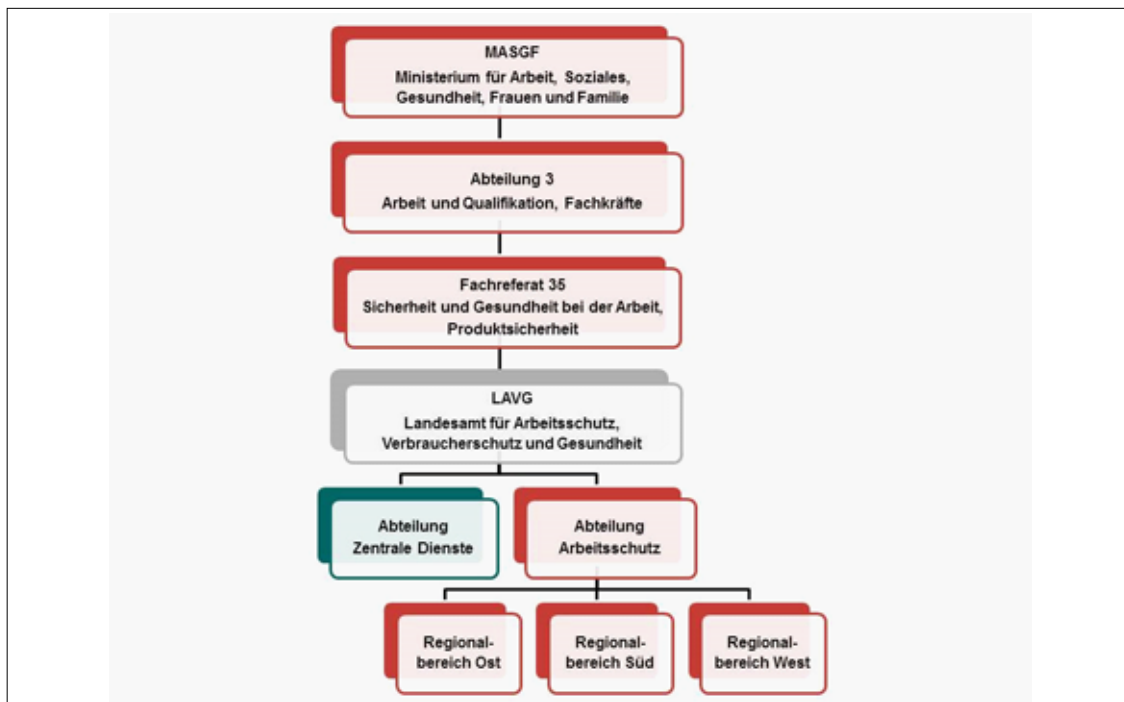 MASGF
Ministerium für Arbeit, Soziales,
Gesundheit, Frauen und Familie
Abteilung 3
Arbeit und Qualifikation, Fachkräfte
Fachreferat 35
Sicherheit und Gesundheit bei der Arbeit,
Produktsicherheit
LAVG
Landesamt für Arbeitsschutz,
Verbraucherschutz und Gesundheit
Abteilung
Zentrale Dienste
Abteilung
Arbeitsschutz
Regional-
bereich Ost
Regional-
bereich Süd
Regional-
bereich West